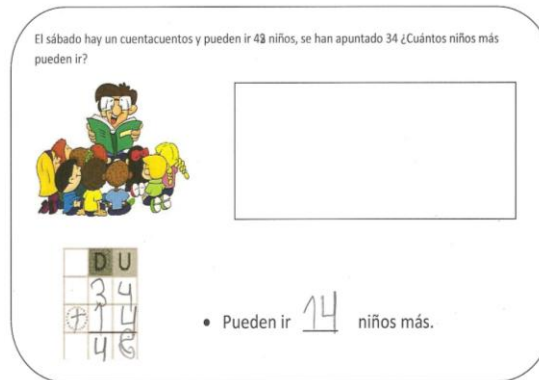 El sábado hay un cuentacuentos y pueden ir 48 niños, se han apuntado 34 ¿Cuántos niños más
pueden ir?
D U
3 4
+ 1 4
4 8
• Pueden ir 14 niños más.